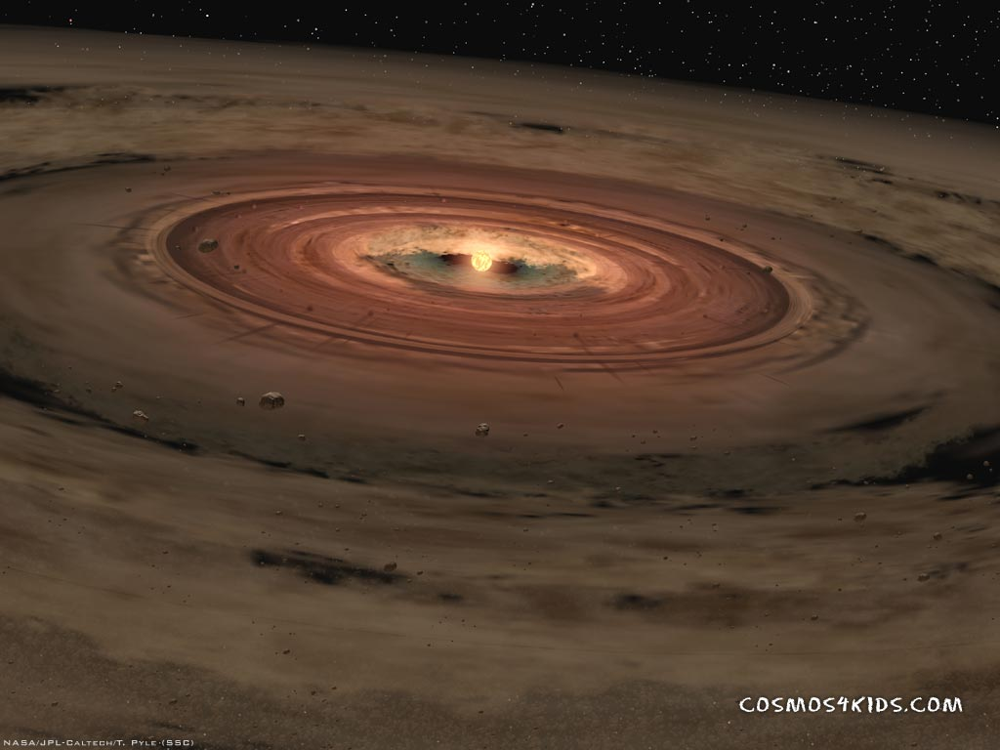 COSMOS4KIDS.COM
NASA/JPL-Caltech/T. Pyle (SSC)